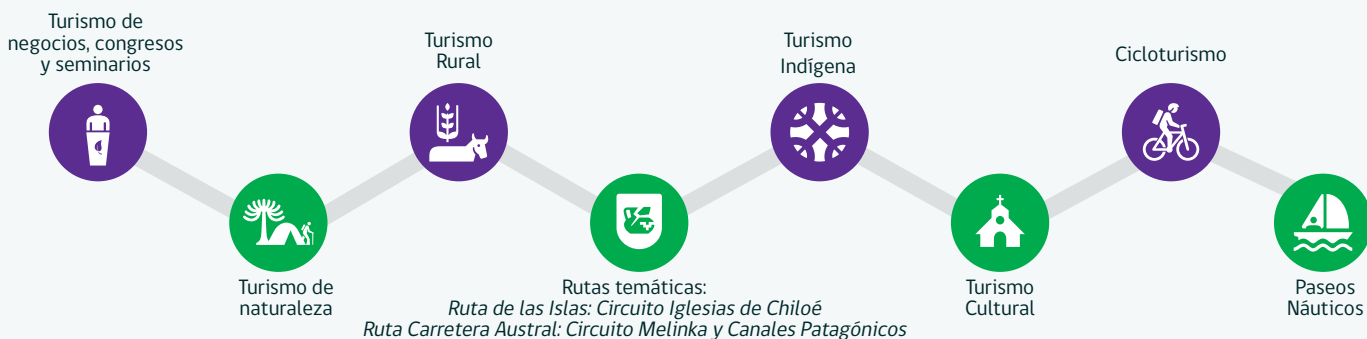 Turismo de
negocios, congresos
y seminarios
Turismo de
naturaleza
Turismo
Rural
Rutas temáticas:
Ruta de las Islas: Circuito Iglesias de Chiloé
Ruta Carretera Austral: Circuito Melinka y Canales Patagónicos
Turismo
Indígena
Turismo
Cultural
Cicloturismo
Paseos
Náuticos